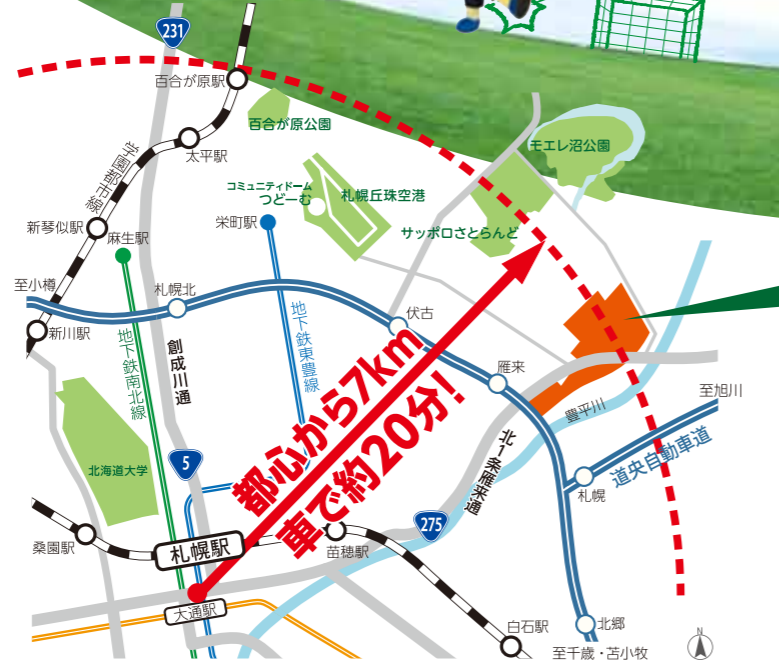 231
百合が原駅
百合が原公園
太平駅
モエレ沼公園
学園都市線
コミュニティドーム
つどーむ
札幌丘珠空港
サッポロさとらんど
新琴似駅
麻生駅
栄町駅
至小樽
札幌北
新川駅
地下鉄南北線
創成川通
地下鉄東豊線
伏古
雁来
豊平川
至旭川
道央自動車道
札幌
北1条雁来通
都心から7km
車で約20分!
北海道大学
5
275
桑園駅
札幌駅
苗穂駅
大通駅
白石駅
北郷
至千歳・苫小牧
N